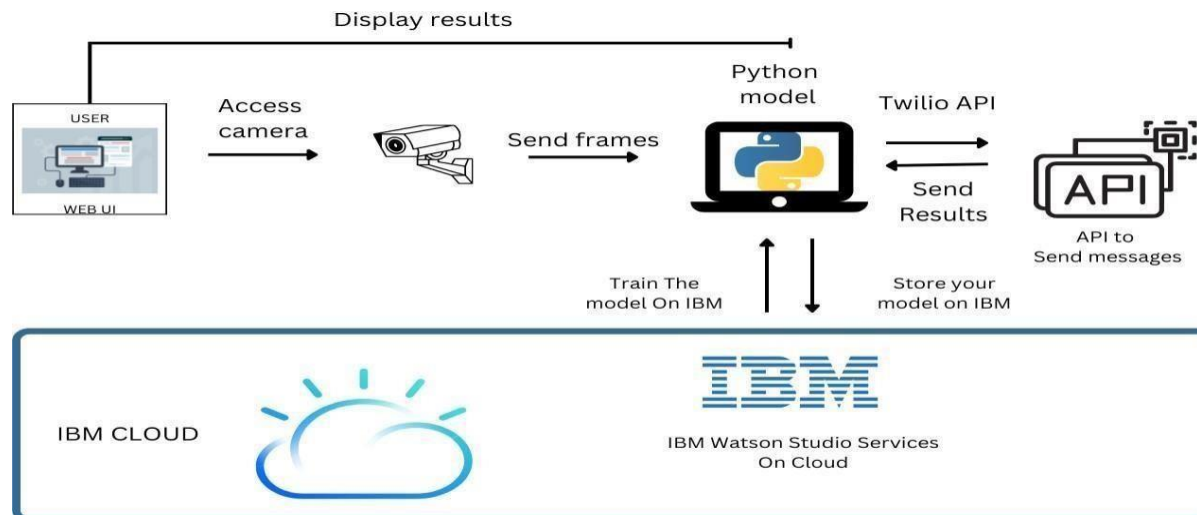 Display results
USER
WEB UI
Access
camera
Send frames
Python
model
Twilio API
Send
Results
API
API to
Send messages
Train The
model On IBM
Store your
model on IBM
IBM CLOUD
IBM
IBM Watson Studio Services
On Cloud